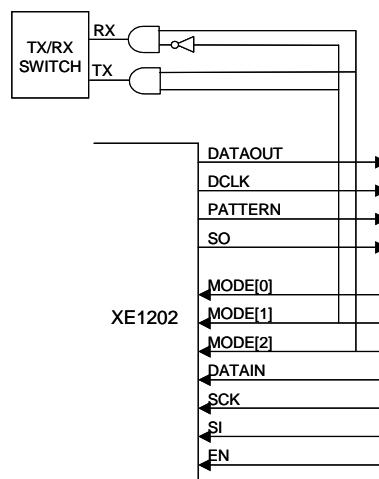 RX
TX/RX
SWITCH
TX
DATAOUT
DCLK
PATTERN
SO
MODE[0]
XE1202
MODE[1]
MODE[2]
DATAIN
SCK
SI
EN